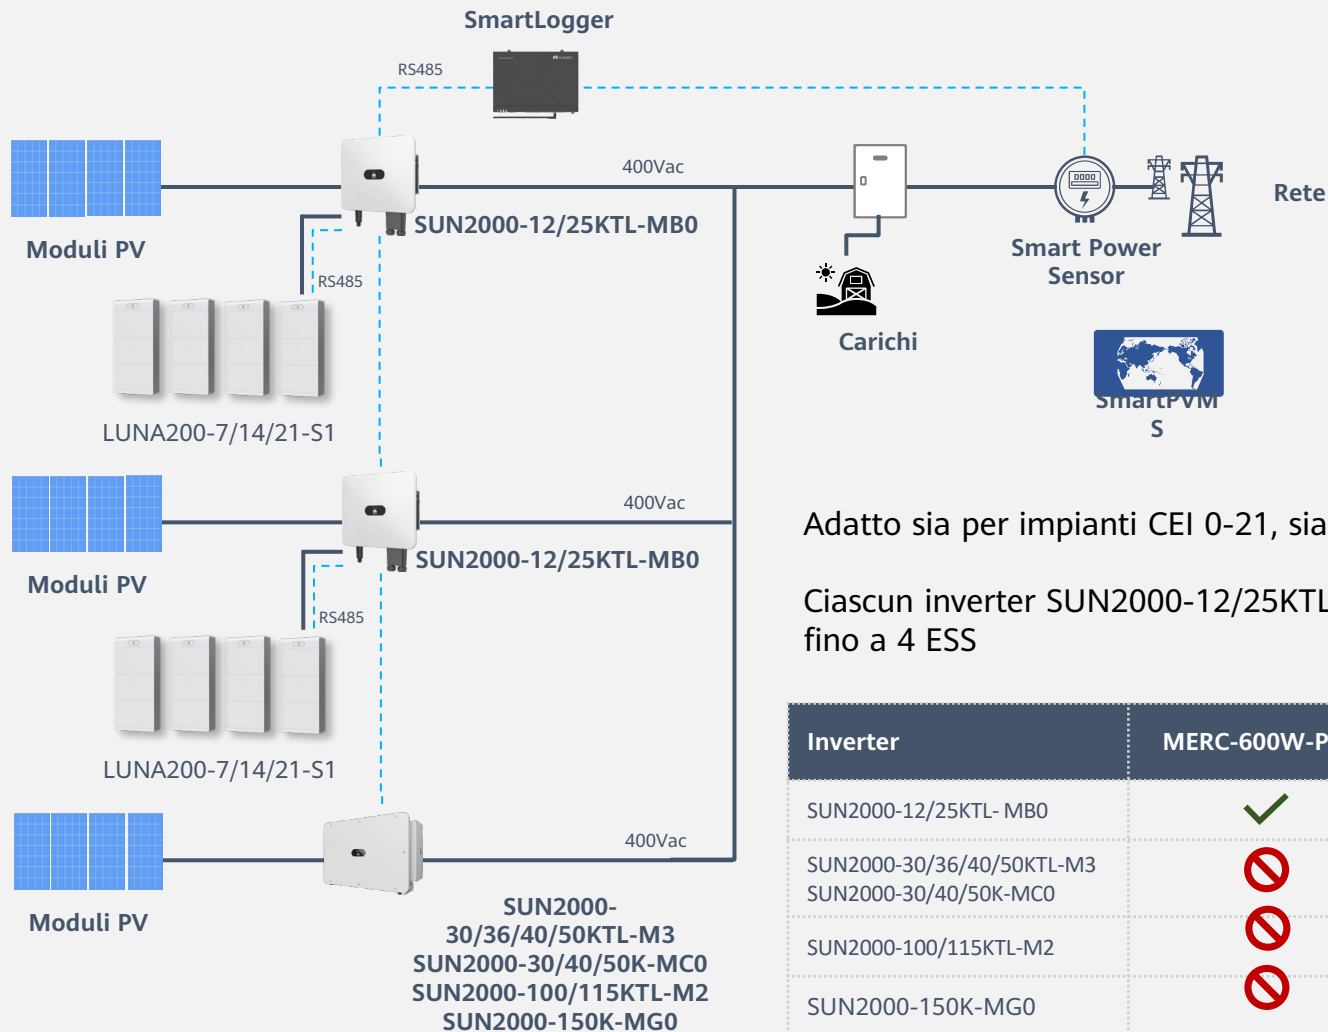 SmartLogger
RS485
400Vac
SUN2000-12/25KTL-MB0
Moduli PV
RS485
LUNA200-7/14/21-S1
Rete
Smart Power
Sensor
Carichi
SmartPVM
S
400Vac
SUN2000-12/25KTL-MB0
Moduli PV
RS485
LUNA200-7/14/21-S1
400Vac
Moduli PV
SUN2000-
30/36/40/50KTL-M3
SUN2000-30/40/50K-MC0
SUN2000-100/115KTL-M2
SUN2000-150K-MG0
Adatto sia per impianti CEI 0-21, sia
Ciascun inverter SUN2000-12/25KTL
fino a 4 ESS
Inverter
MERC-600W-P
SUN2000-12/25KTL- MB0
SUN2000-30/36/40/50KTL-M3
SUN2000-30/40/50K-MC0
SUN2000-100/115KTL-M2
SUN2000-150K-MG0